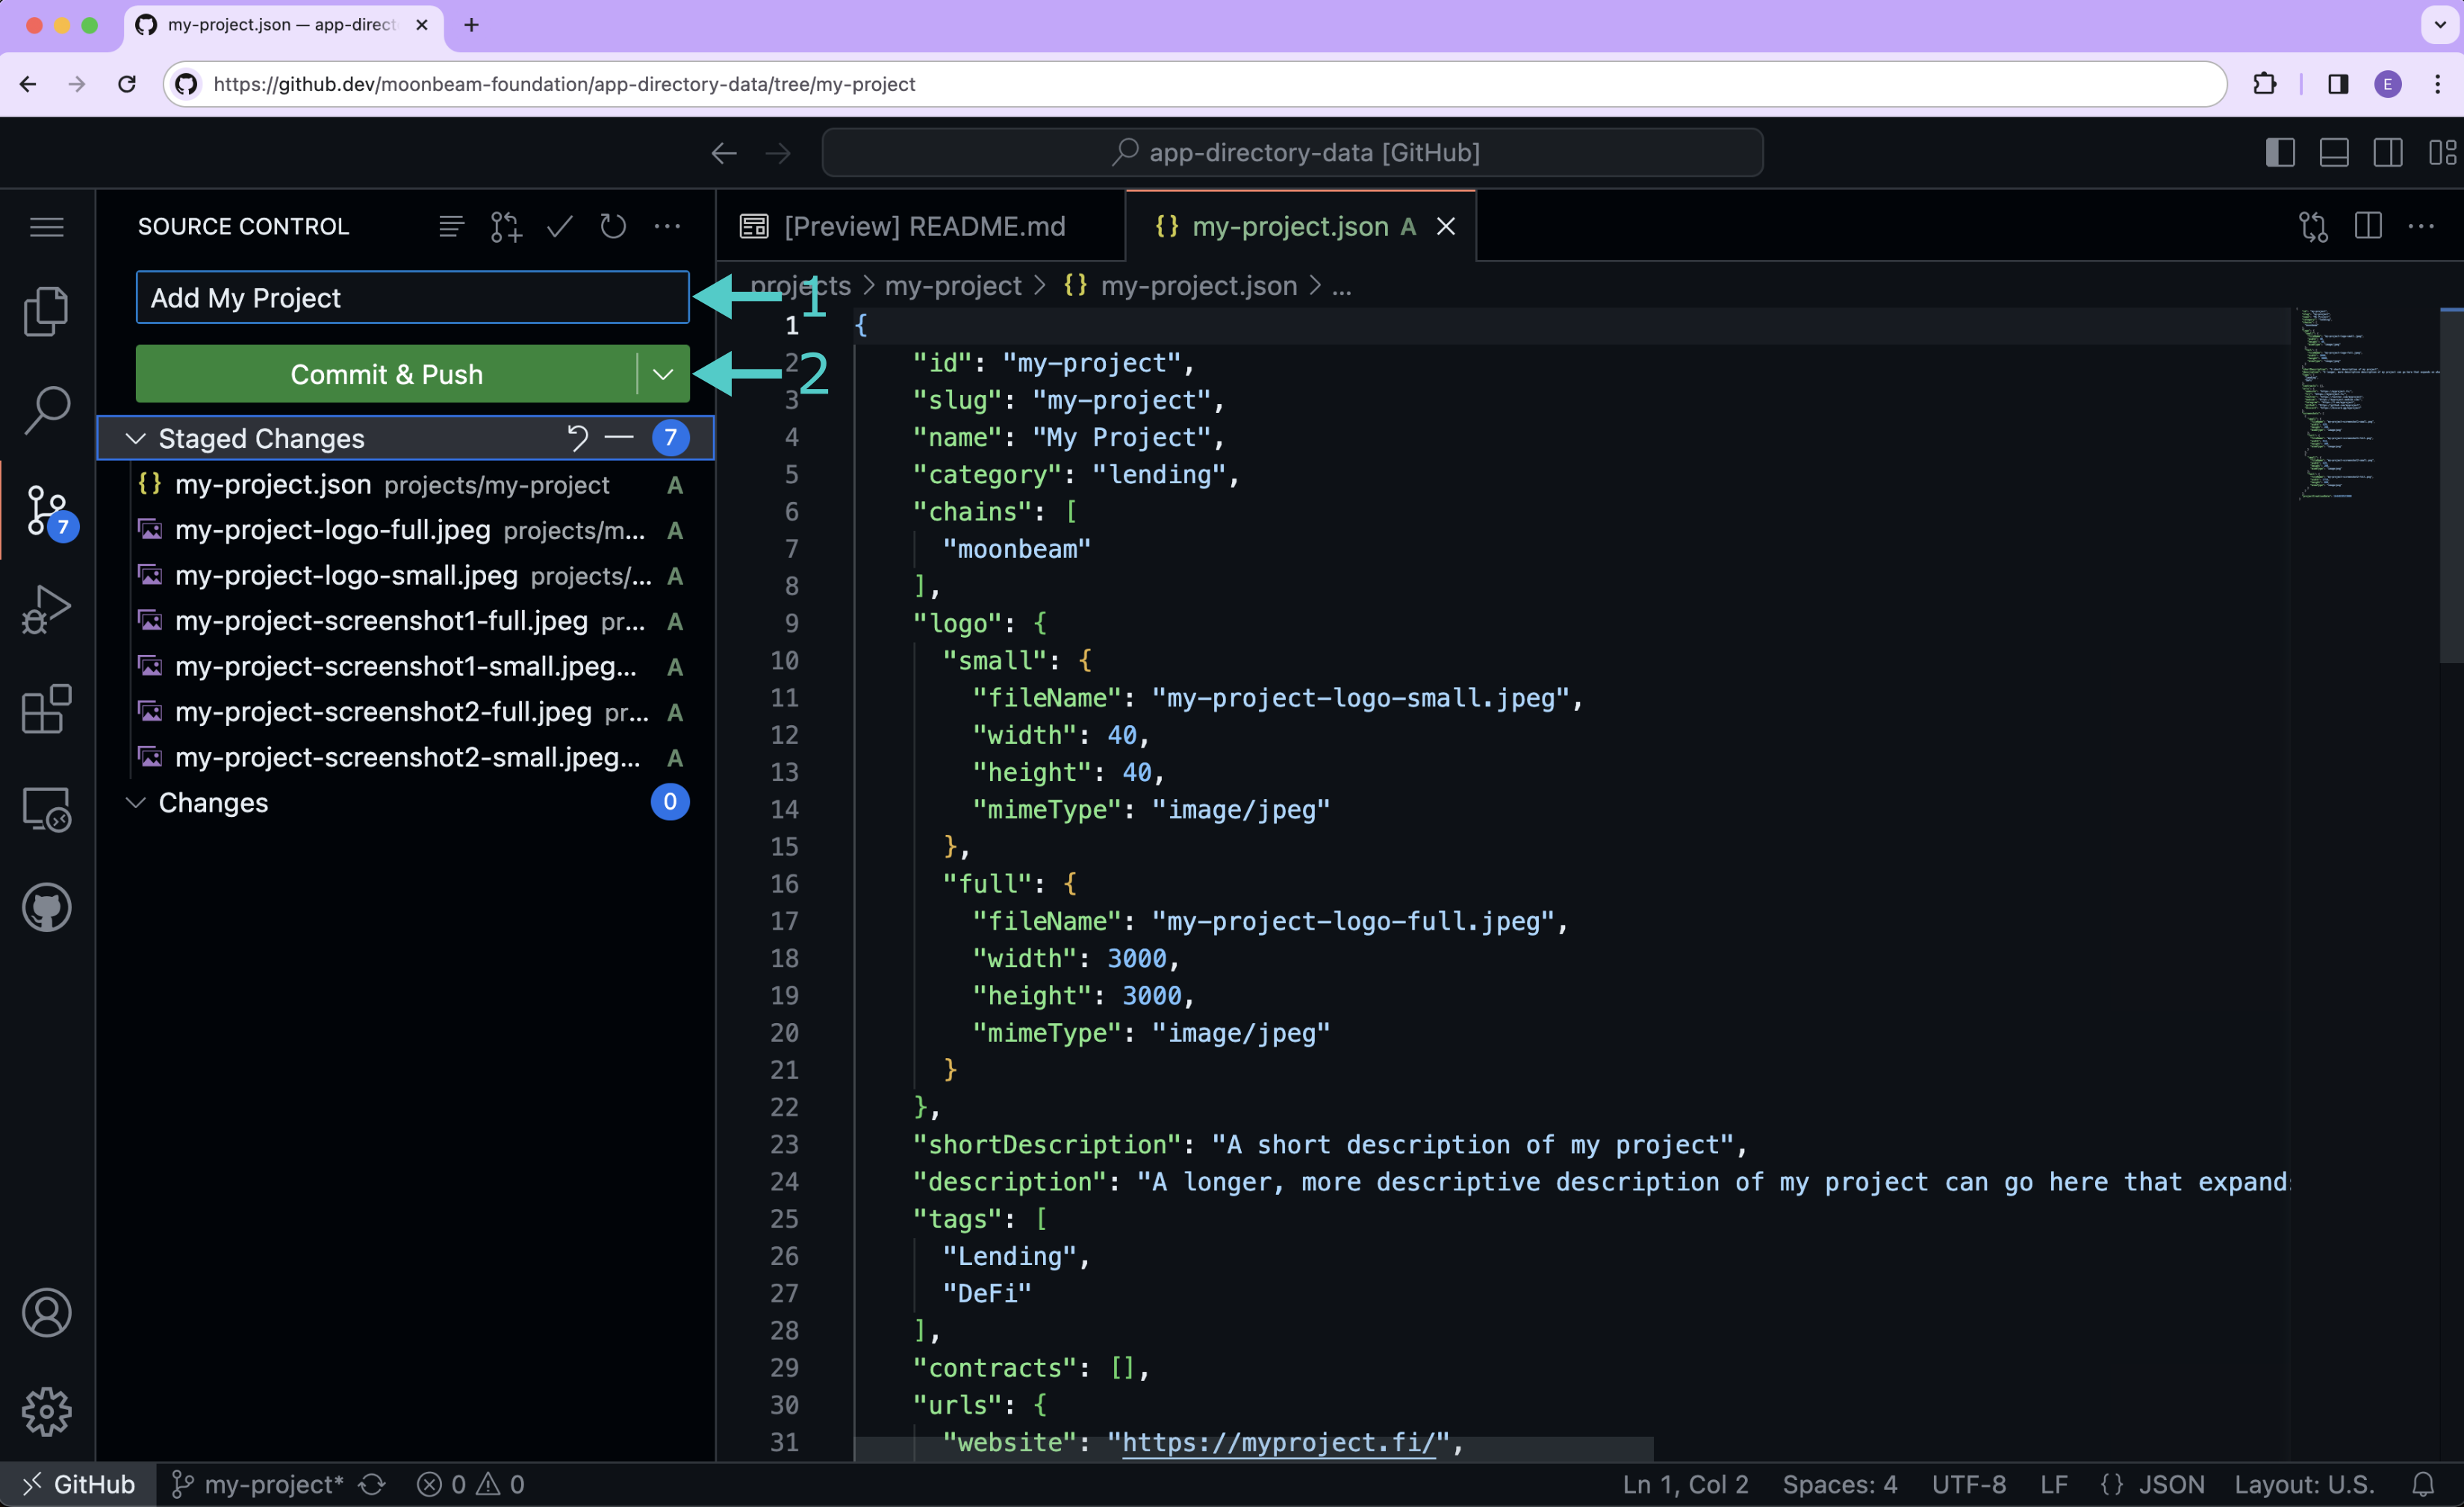 my-project.json — app-direct
https://github.dev/moonbeam-foundation/app-directory-data/tree/my-project
E
app-directory-data [GitHub]
SOURCE CONTROL
[Preview] README.md
{} my-project.json A
Add My Project
1
projects > my-project > {} my-project.json > ...
Commit & Push
2
Staged Changes 7
{} my-project.json projects/my-project A
my-project-logo-full.jpeg projects/m... A
my-project-logo-small.jpeg projects/... A
my-project-screenshot1-full.jpeg pr... A
my-project-screenshot1-small.jpeg... A
my-project-screenshot2-full.jpeg pr... A
my-project-screenshot2-small.jpeg... A
Changes 0
7
1 {
2 "id": "my-project",
3 "slug": "my-project",
4 "name": "My Project",
5 "category": "lending",
6 "chains": [
7 "moonbeam"
8 ],
9 "logo": {
10 "small": {
11 "fileName": "my-project-logo-small.jpeg",
12 "width": 40,
13 "height": 40,
14 "mimeType": "image/jpeg"
15 },
16 "full": {
17 "fileName": "my-project-logo-full.jpeg",
18 "width": 3000,
19 "height": 3000,
20 "mimeType": "image/jpeg"
21 }
22 },
23 "shortDescription": "A short description of my project",
24 "description": "A longer, more descriptive description of my project can go here that expand
25 "tags": [
26 "Lending",
27 "DeFi"
28 ],
29 "contracts": [],
30 "urls": {
31 "website": "https://myproject.fi/",
GitHub my-project* 0 0 Ln 1, Col 2 Spaces: 4 UTF-8 LF {} JSON Layout: U.S.